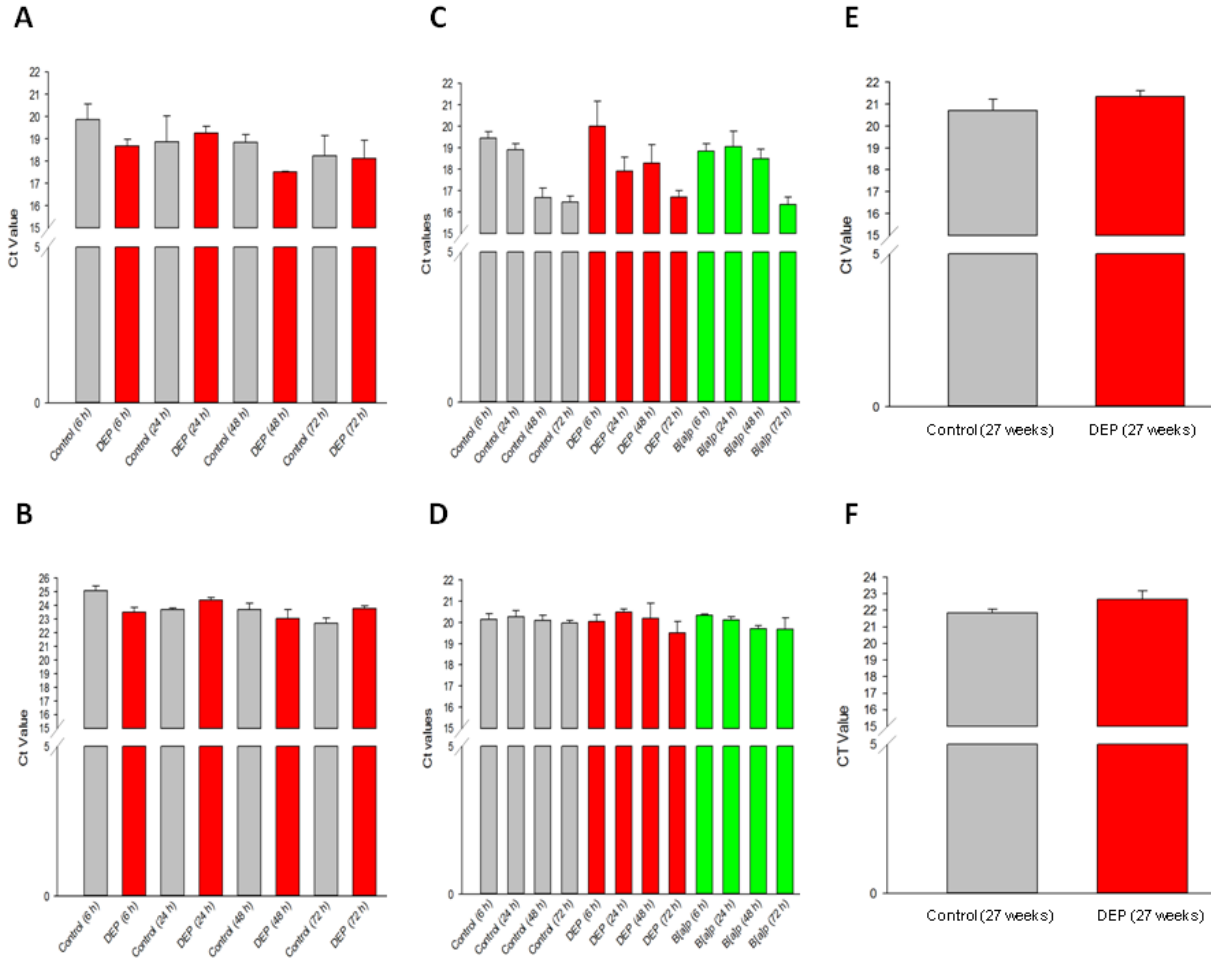 A
22
21
20
19
18
17
16
15
5
0
Ct Value
Control (6 h)
DEP (6 h)
Control (24 h)
DEP (24 h)
Control (48 h)
DEP (48 h)
Control (72 h)
DEP (72 h)
C
22
21
20
19
18
17
16
15
5
0
Ct values
Control (6 h)
Control (24 h)
Control (48 h)
Control (72 h)
DEP (6 h)
DEP (24 h)
DEP (48 h)
DEP (72 h)
B[a]p (6 h)
B[a]p (24 h)
B[a]p (48 h)
B[a]p (72 h)
E
22
21
20
19
18
17
16
15
5
0
Ct Value
Control (27 weeks)
DEP (27 weeks)
B
26
25
24
23
22
21
20
19
18
17
16
15
5
0
Ct Value
Control (6 h)
DEP (6 h)
Control (24 h)
DEP (24 h)
Control (48 h)
DEP (48 h)
Control (72 h)
DEP (72 h)
D
22
21
20
19
18
17
16
15
5
0
Ct values
Control (6 h)
Control (24 h)
Control (48 h)
Control (72 h)
DEP (6 h)
DEP (24 h)
DEP (48 h)
DEP (72 h)
B[a]p (6 h)
B[a]p (24 h)
B[a]p (48 h)
B[a]p (72 h)
F
24
23
22
21
20
19
18
17
16
15
5
0
CT Value
Control (27 weeks)
DEP (27 weeks)